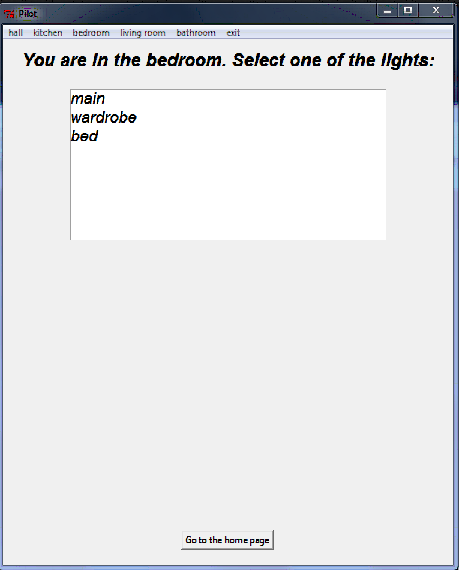 Pilot
hall kitchen bedroom living room bathroom exit
You are in the bedroom. Select one of the lights:
main
wardrobe
bed
Go to the home page